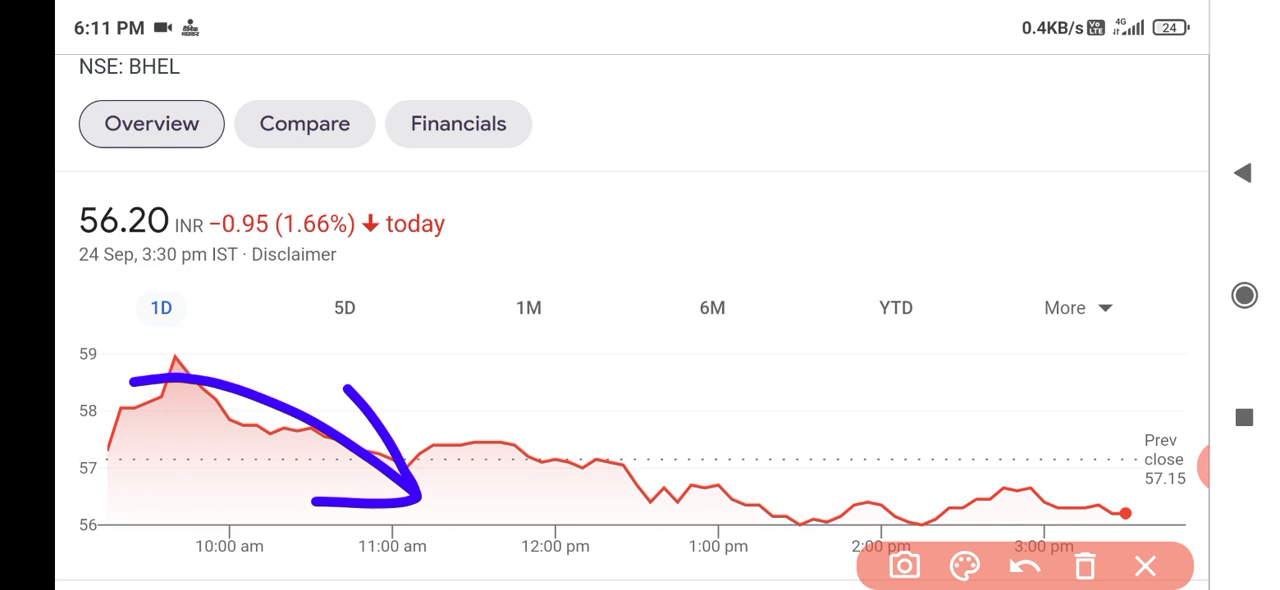 6:11 PM
0.4KB/s Vo LTE 4G 24
NSE: BHEL
Overview Compare Financials
56.20 INR −0.95 (1.66%) today
24 Sep, 3:30 pm IST · Disclaimer
1D 5D 1M 6M YTD More
59
58
57
56
Prev
close
57.15
10:00 am 11:00 am 12:00 pm 1:00 pm 2:00 pm 3:00 pm